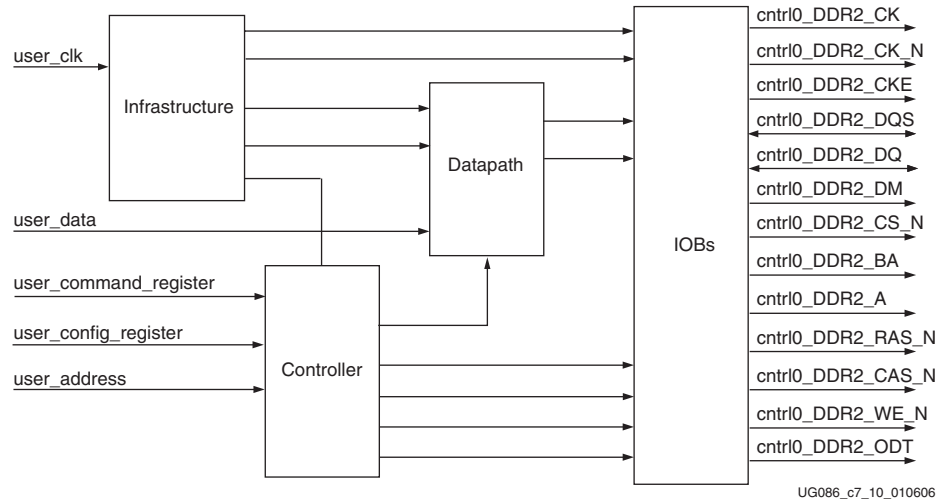 user_clk
Infrastructure
user_data
user_command_register
user_config_register
user_address
Controller
Datapath
IOBs
cntrl0_DDR2_CK
cntrl0_DDR2_CK_N
cntrl0_DDR2_CKE
cntrl0_DDR2_DQS
cntrl0_DDR2_DQ
cntrl0_DDR2_DM
cntrl0_DDR2_CS_N
cntrl0_DDR2_BA
cntrl0_DDR2_A
cntrl0_DDR2_RAS_N
cntrl0_DDR2_CAS_N
cntrl0_DDR2_WE_N
cntrl0_DDR2_ODT
UG086_c7_10_010606